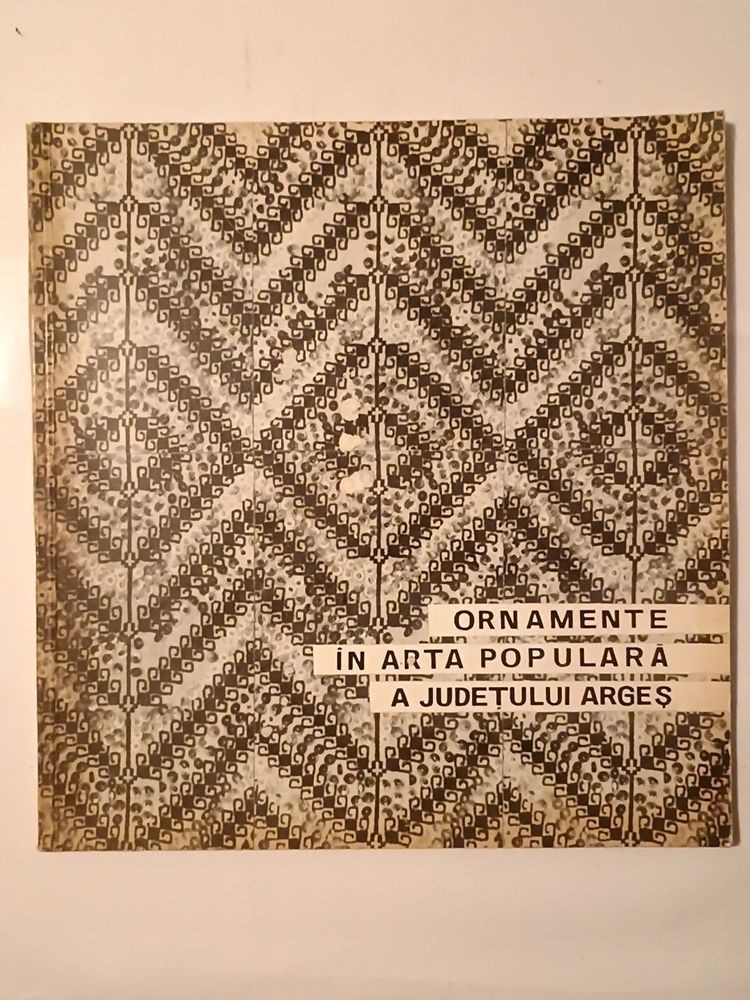 ORNAMENTE
ÎN ARTA POPULARĂ
A JUDEȚULUI ARGEȘ